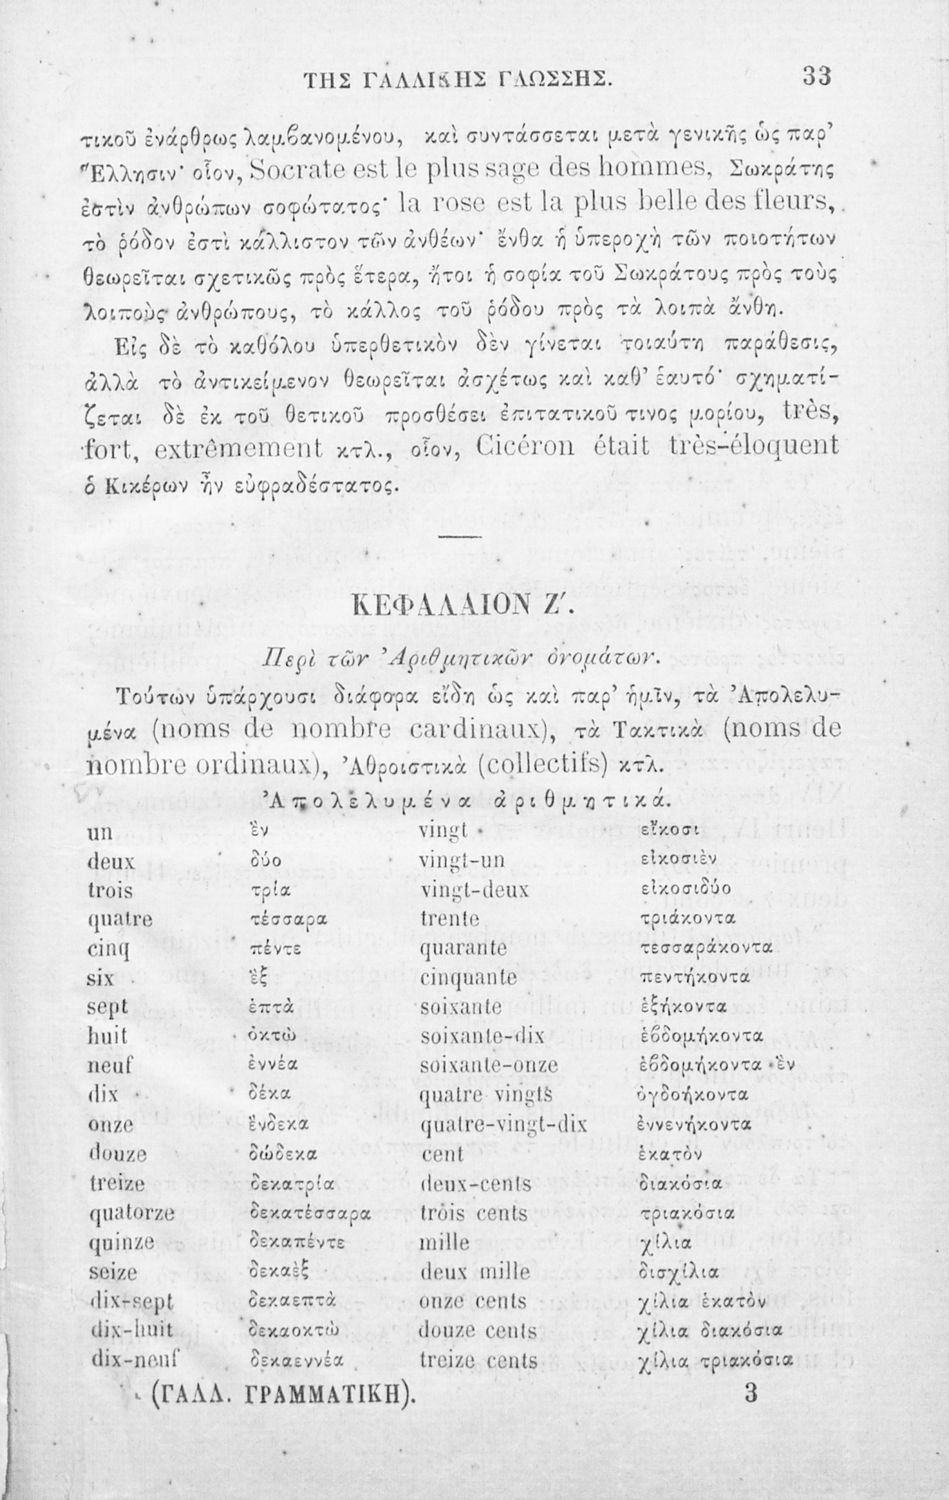 ΤΗΣ ΓΑΛΛΙΚΗΣ ΓΛΩΣΣΗΣ. 33
τικοῦ ἐνάρθρως λαμβανομένου, καὶ συντάσσεται μετὰ γενικῆς ὡς παρ’
Ἕλλησιν· οἷον, Socrate est le plus sage des hommes, Σωκράτης
ἐστὶν ἀνθρώπων σοφώτατος· la rose est la plus belle des fleurs,
τὸ ῥόδον ἐστὶ κάλλιστον τῶν ἀνθέων· ἔνθα ἡ ὑπεροχὴ τῶν ποιοτήτων
θεωρεῖται σχετικῶς πρὸς ἕτερα, ἤτοι ἡ σοφία τοῦ Σωκράτους πρὸς τοὺς
λοιποὺς ἀνθρώπους, τὸ κάλλος τοῦ ῥόδου πρὸς τὰ λοιπὰ ἄνθη.
Εἰς δὲ τὸ καθόλου ὑπερθετικὸν δὲν γίνεται τοιαύτη παράθεσις,
ἀλλὰ τὸ ἀντικείμενον θεωρεῖται ἀσχέτως καὶ καθ’ ἑαυτό· σχηματί-
ζεται δὲ ἐκ τοῦ θετικοῦ προσθέσει ἐπιτατικοῦ τινος μορίου, très,
fort, extrêmement κτλ., οἷον, Cicéron était très-éloquent
ὁ Κικέρων ἦν εὐφραδέστατος.
ΚΕΦΑΛΑΙΟΝ Ζ′.
Περὶ τῶν Ἀριθμητικῶν ὀνομάτων.
Τούτων ὑπάρχουσι διάφορα εἴδη ὡς καὶ παρ’ ἡμῖν, τὰ Ἀπολελυ-
μένα (noms de nombre cardinaux), τὰ Τακτικὰ (noms de
nombre ordinaux), Ἀθροιστικὰ (collectifs) κτλ.
Ἀπολελυμένα ἀριθμητικά.
un ἓν vingt εἴκοσι
deux δύο vingt-un εἰκοσιὲν
trois τρία vingt-deux εἰκοσιδύο
quatre τέσσαρα trente τριάκοντα
cinq πέντε quarante τεσσαράκοντα
six ἓξ cinquante πεντήκοντα
sept ἑπτὰ soixante ἑξήκοντα
huit ὀκτὼ soixante-dix ἑβδομήκοντα
neuf ἐννέα soixante-onze ἑβδομήκοντα ἓν
dix δέκα quatre vingts ὀγδοήκοντα
onze ἕνδεκα quatre-vingt-dix ἐννενήκοντα
douze δώδεκα cent ἑκατὸν
treize δεκατρία deux-cents διακόσια
quatorze δεκατέσσαρα trois cents τριακόσια
quinze δεκαπέντε mille χίλια
seize δεκαὲξ deux mille δισχίλια
dix-sept δεκαεπτὰ onze cents χίλια ἑκατὸν
dix-huit δεκαοκτὼ douze cents χίλια διακόσια
dix-neuf δεκαεννέα treize cents χίλια τριακόσια
(ΓΑΛΛ. ΓΡΑΜΜΑΤΙΚΗ). 3